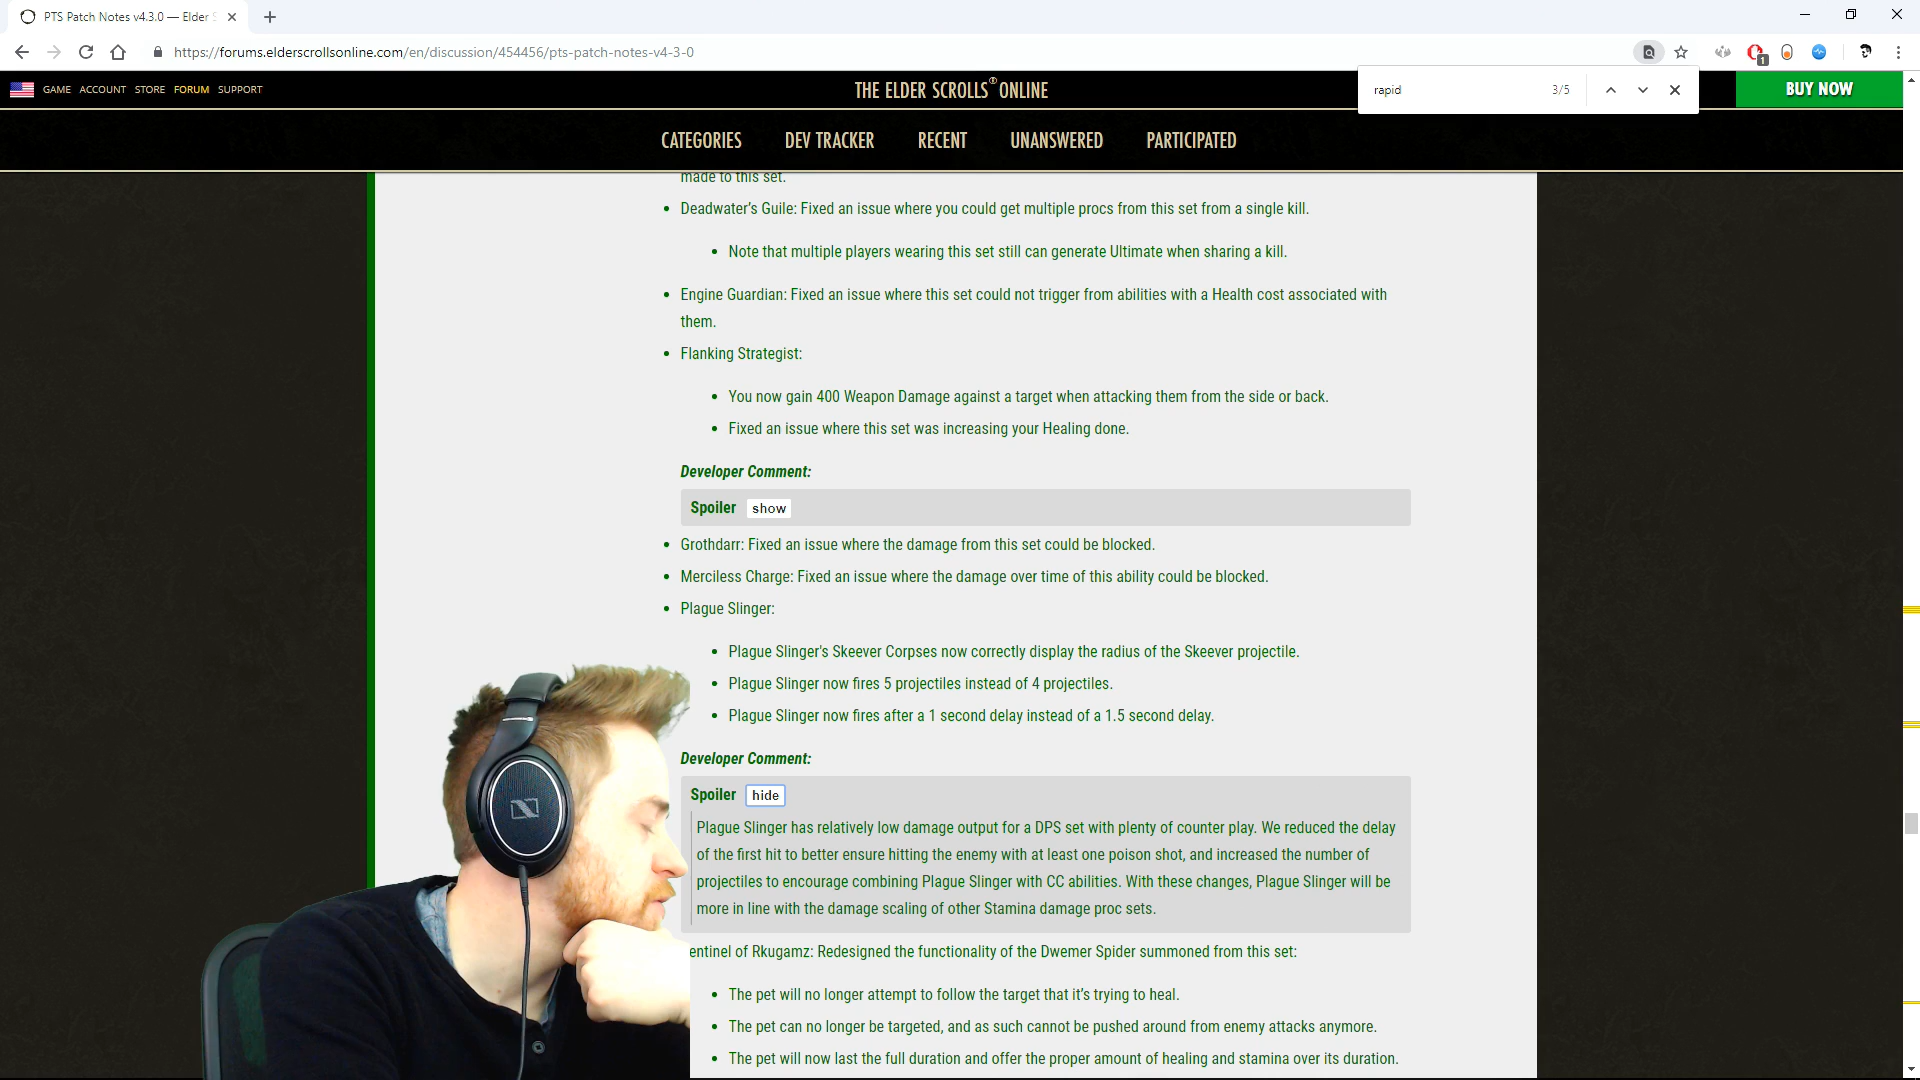 PTS Patch Notes v4.3.0 — Elder S
https://forums.elderscrollsonline.com/en/discussion/454456/pts-patch-notes-v4-3-0
1
rapid 3/5
GAME ACCOUNT STORE FORUM SUPPORT
THE ELDER SCROLLS® ONLINE
BUY NOW
CATEGORIES DEV TRACKER RECENT UNANSWERED PARTICIPATED
made to this set.
• Deadwater's Guile: Fixed an issue where you could get multiple procs from this set from a single kill.
• Note that multiple players wearing this set still can generate Ultimate when sharing a kill.
• Engine Guardian: Fixed an issue where this set could not trigger from abilities with a Health cost associated with
them.
• Flanking Strategist:
• You now gain 400 Weapon Damage against a target when attacking them from the side or back.
• Fixed an issue where this set was increasing your Healing done.
Developer Comment:
Spoiler show
• Grothdarr: Fixed an issue where the damage from this set could be blocked.
• Merciless Charge: Fixed an issue where the damage over time of this ability could be blocked.
• Plague Slinger:
• Plague Slinger's Skeever Corpses now correctly display the radius of the Skeever projectile.
• Plague Slinger now fires 5 projectiles instead of 4 projectiles.
• Plague Slinger now fires after a 1 second delay instead of a 1.5 second delay.
Developer Comment:
Spoiler hide
Plague Slinger has relatively low damage output for a DPS set with plenty of counter play. We reduced the delay
of the first hit to better ensure hitting the enemy with at least one poison shot, and increased the number of
projectiles to encourage combining Plague Slinger with CC abilities. With these changes, Plague Slinger will be
more in line with the damage scaling of other Stamina damage proc sets.
entinel of Rkugamz: Redesigned the functionality of the Dwemer Spider summoned from this set:
• The pet will no longer attempt to follow the target that it's trying to heal.
• The pet can no longer be targeted, and as such cannot be pushed around from enemy attacks anymore.
• The pet will now last the full duration and offer the proper amount of healing and stamina over its duration.